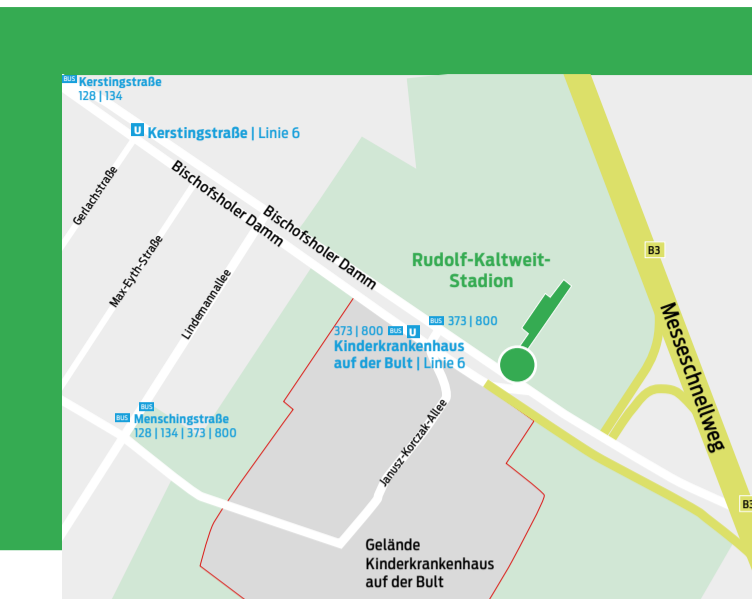 BUS Kerstingstraße
128 | 134
U Kerstingstraße | Linie 6
Gerlachstraße
Max-Eyth-Straße
Lindemannallee
Bischofsholer Damm
Bischofsholer Damm
Rudolf-Kaltweit-
Stadion
B3
Messeschnellweg
BUS 373 | 800
373 | 800 BUS U
Kinderkrankenhaus
auf der Bult | Linie 6
BUS
BUS Menschingstraße
128 | 134 | 373 | 800
Janusz-Korczak-Allee
B3
Gelände
Kinderkrankenhaus
auf der Bult